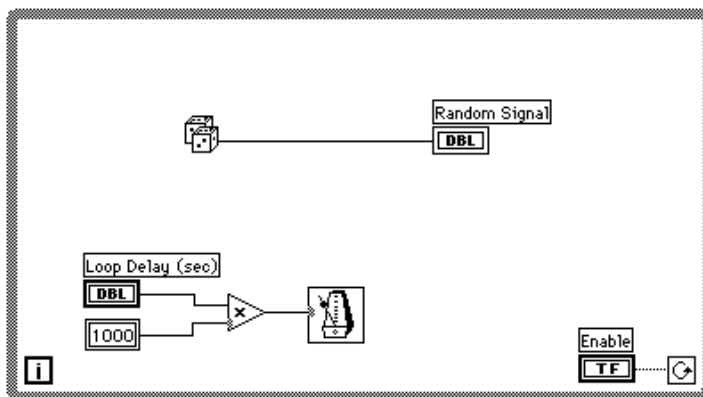 Random Signal
DBL
Loop Delay (sec)
DBL
1000
Enable
TF
i